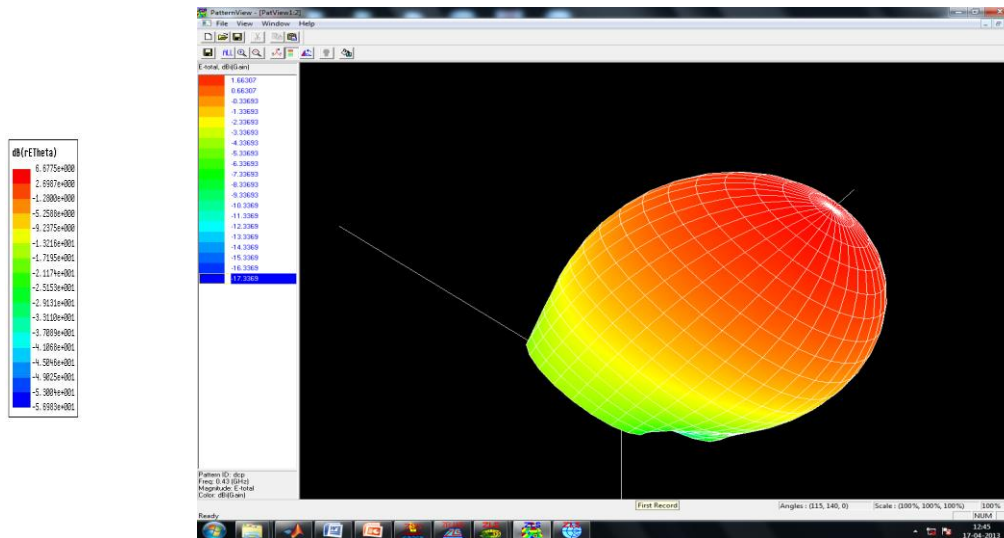 dB(rETheta)
6.6775e+000
2.6987e+000
-1.2800e+000
-5.2588e+000
-9.2375e+000
-1.3216e+001
-1.7195e+001
-2.1174e+001
-2.5153e+001
-2.9131e+001
-3.3110e+001
-3.7089e+001
-4.1068e+001
-4.5046e+001
-4.9025e+001
-5.3004e+001
-5.6983e+001
PatternView - [PatView1:2]
File View Window Help
ALL
E-total, dBi(Gain)
1.66307
0.66307
-0.33693
-1.33693
-2.33693
-3.33693
-4.33693
-5.33693
-6.33693
-7.33693
-8.33693
-9.33693
-10.3369
-11.3369
-12.3369
-13.3369
-14.3369
-15.3369
-16.3369
-17.3369
Pattern ID: dcp
Freq: 8.43 (GHz)
Magnitude: E-total
Color: dBi(Gain)
First Record
Angles : (115, 140, 0)
Scale : (100%, 100%, 100%)
100%
Ready
NUM
12:45
17-04-2013